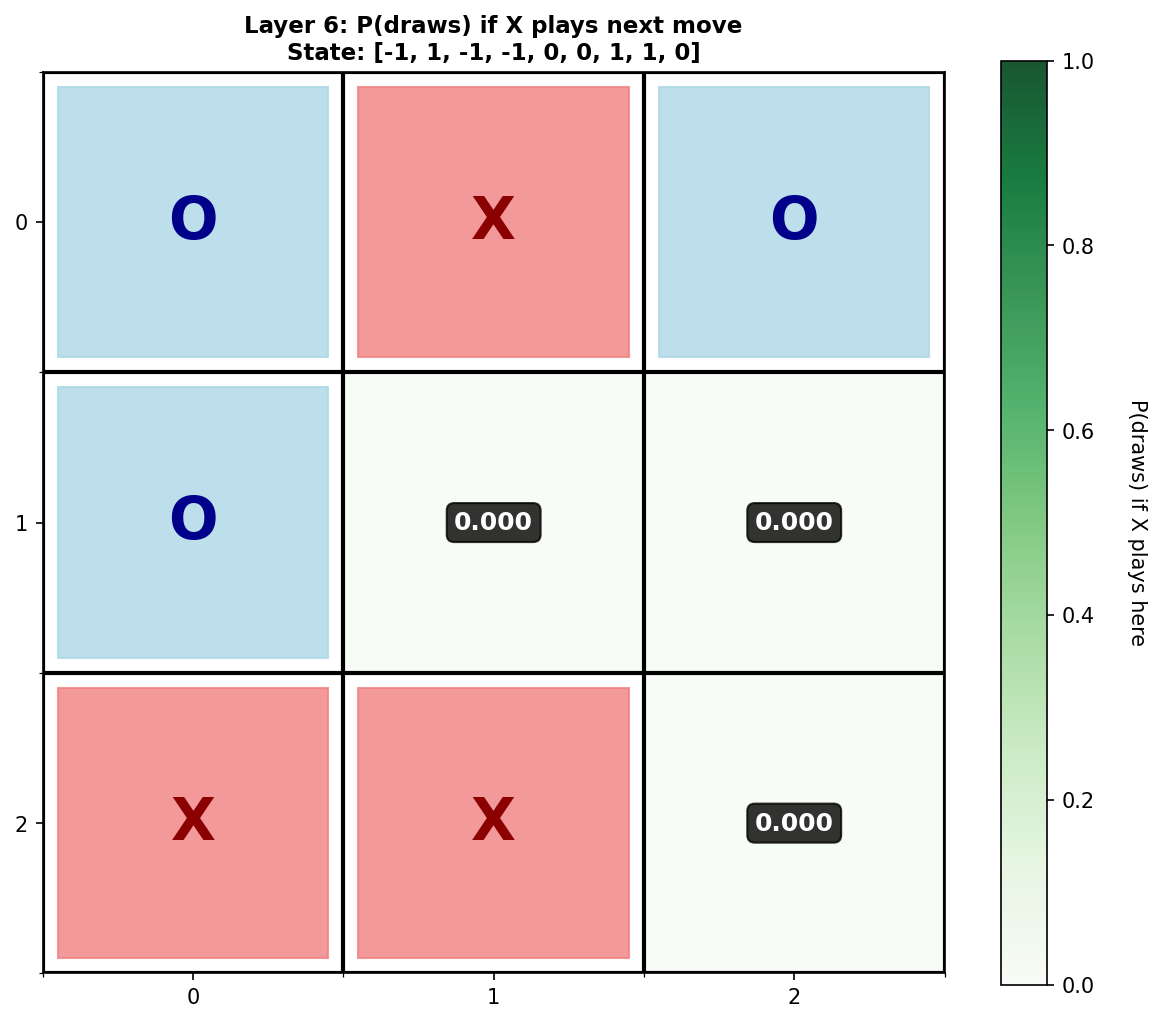 Layer 6: P(draws) if X plays next move
State: [-1, 1, -1, -1, 0, 0, 1, 1, 0]
0
O
X
O
1
O
0.000
0.000
2
X
X
0.000
0
1
2
1.0
0.8
0.6
0.4
0.2
0.0
P(draws) if X plays here